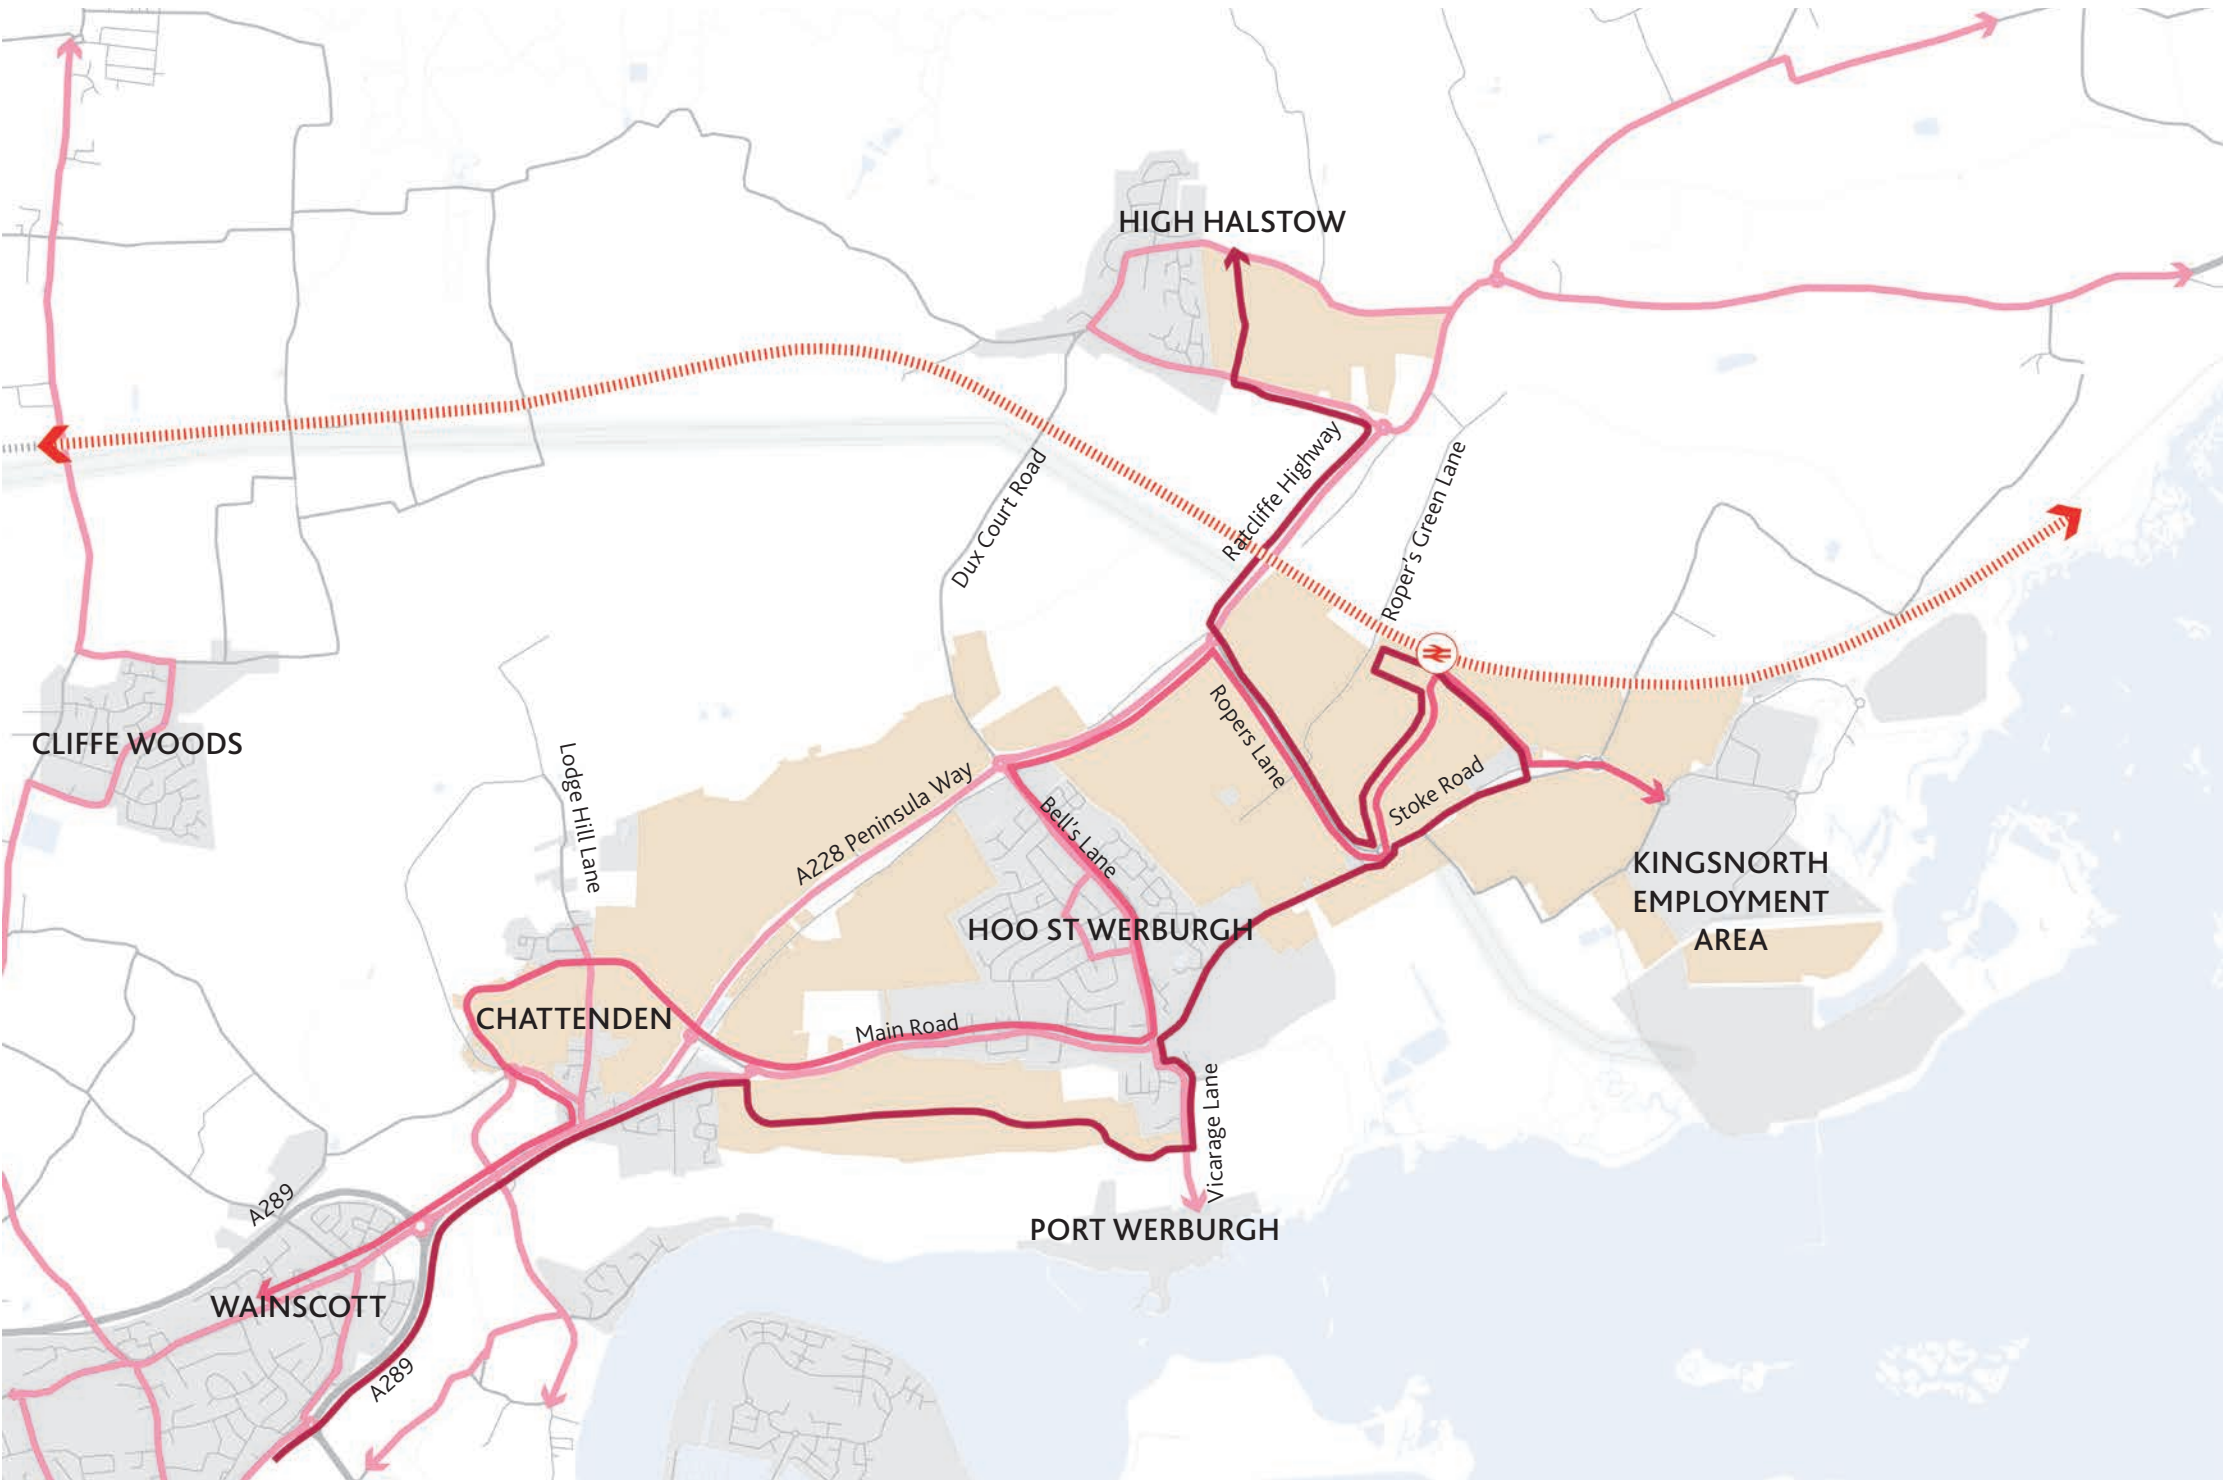 HIGH HALSTOW
Ratcliffe Highway
Roper's Green Lane
Dux Court Road
CLIFFE WOODS
Lodge Hill Lane
Ropers Lane
A228 Peninsula Way
Bell's Lane
Stoke Road
KINGSNORTH
EMPLOYMENT
AREA
HOO ST WERBURGH
CHATTENDEN
Main Road
Vicarage Lane
A289
PORT WERBURGH
WAINSCOTT
A289